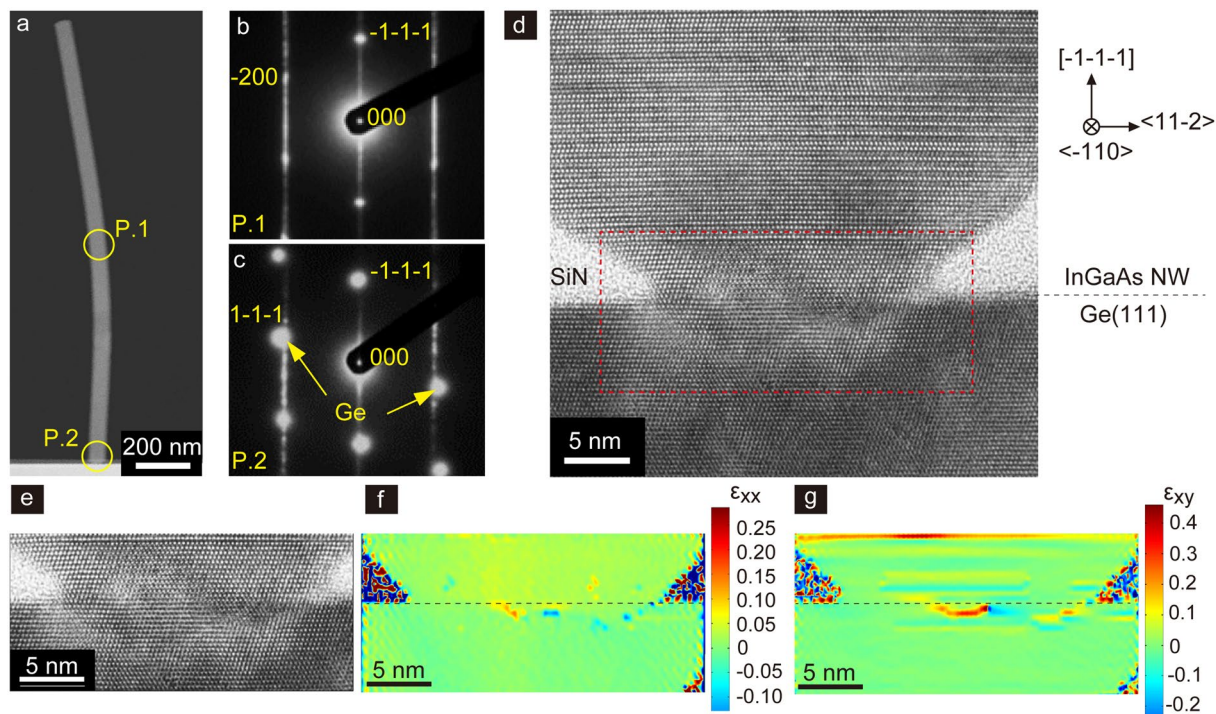 a
P.1
P.2
200 nm
b
-1-1-1
-200
000
P.1
c
-1-1-1
1-1-1
000
Ge
P.2
d
SiN
InGaAs NW
Ge(111)
5 nm
[-1-1-1]
<11-2>
<-110>
e
5 nm
f
5 nm
εxx
0.25
0.20
0.15
0.10
0.05
0
-0.05
-0.10
g
5 nm
εxy
0.4
0.3
0.2
0.1
0
-0.1
-0.2